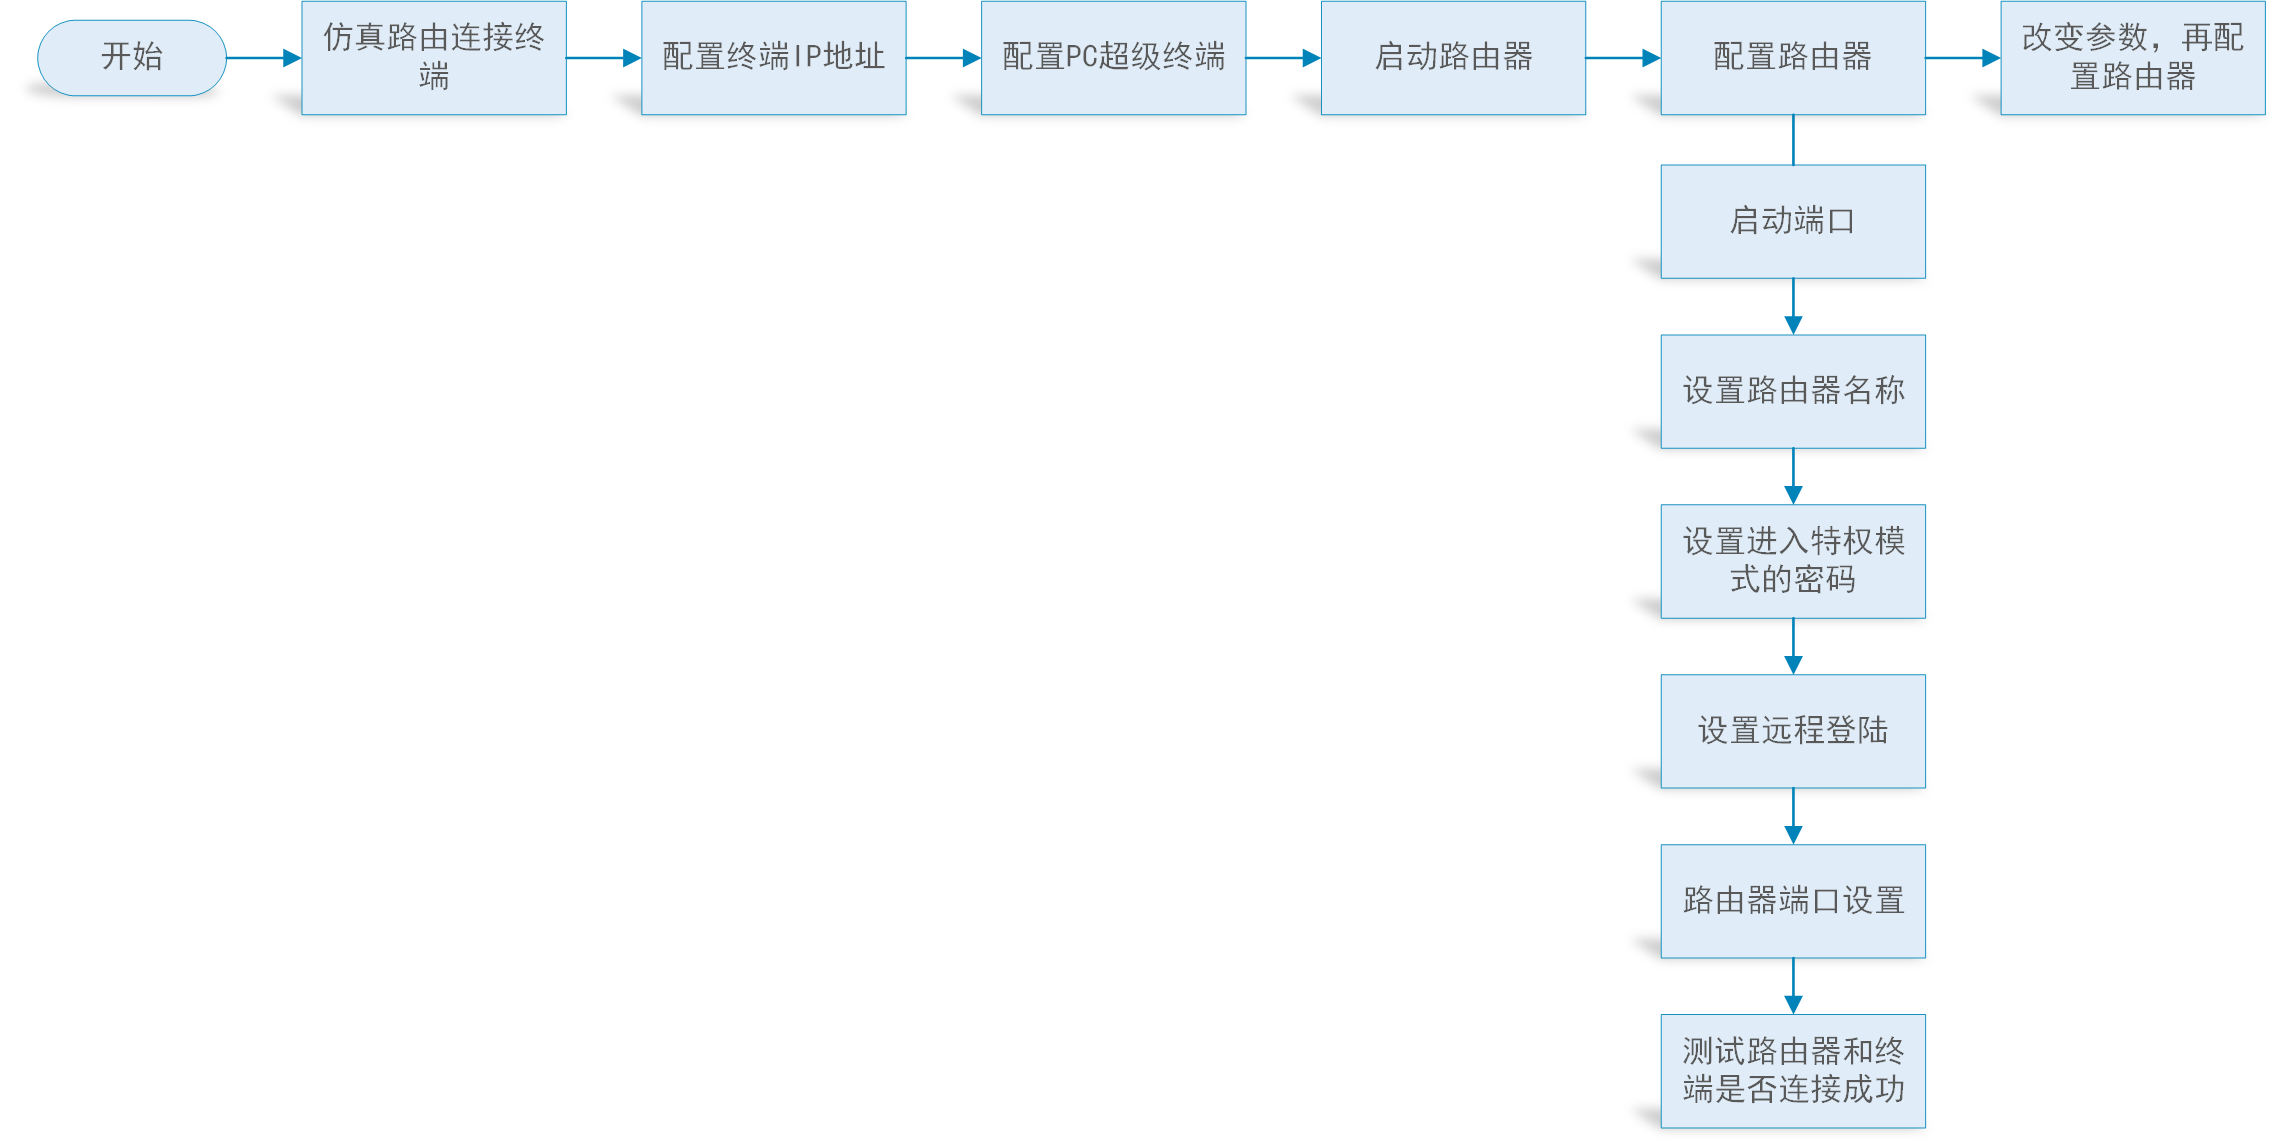 开始
仿真路由连接终
端
配置终端IP地址
配置PC超级终端
启动路由器
配置路由器
改变参数，再配
置路由器
启动端口
设置路由器名称
设置进入特权模
式的密码
设置远程登陆
路由器端口设置
测试路由器和终
端是否连接成功